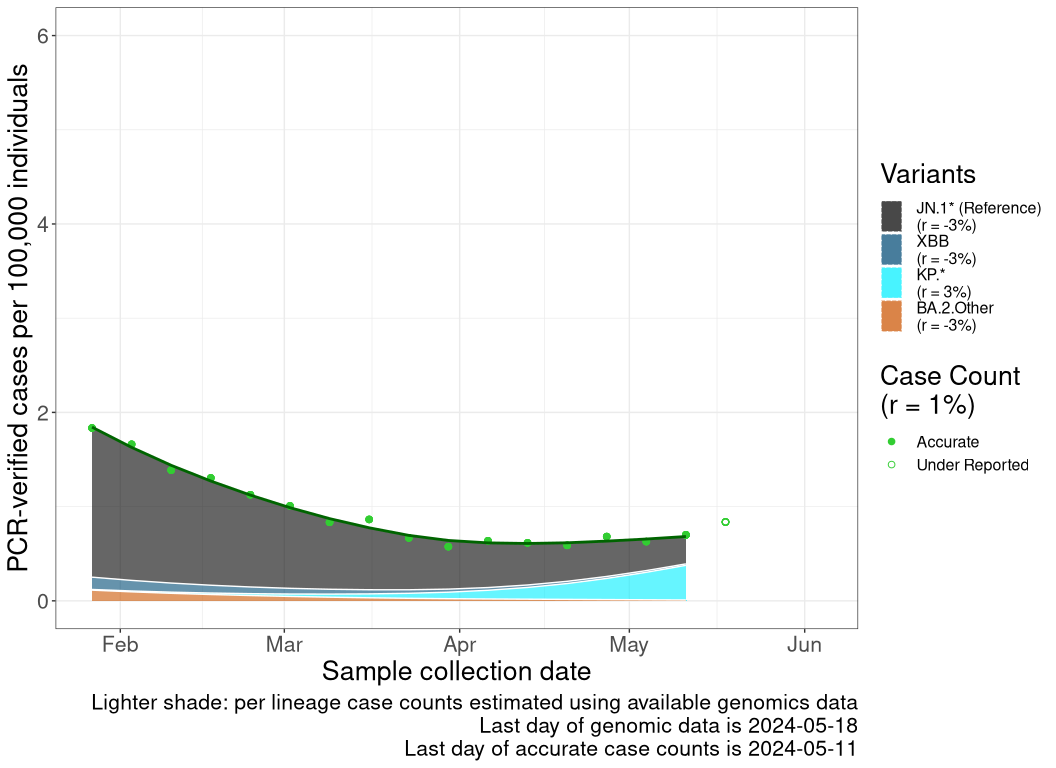 PCR-verified cases per 100,000 individuals
6
4
2
0
Feb
Mar
Apr
May
Jun
Sample collection date
Variants
JN.1* (Reference)
(r = -3%)
XBB
(r = -3%)
KP.*
(r = 3%)
BA.2.Other
(r = -3%)
Case Count
(r = 1%)
Accurate
Under Reported
Lighter shade: per lineage case counts estimated using available genomics data
Last day of genomic data is 2024-05-18
Last day of accurate case counts is 2024-05-11